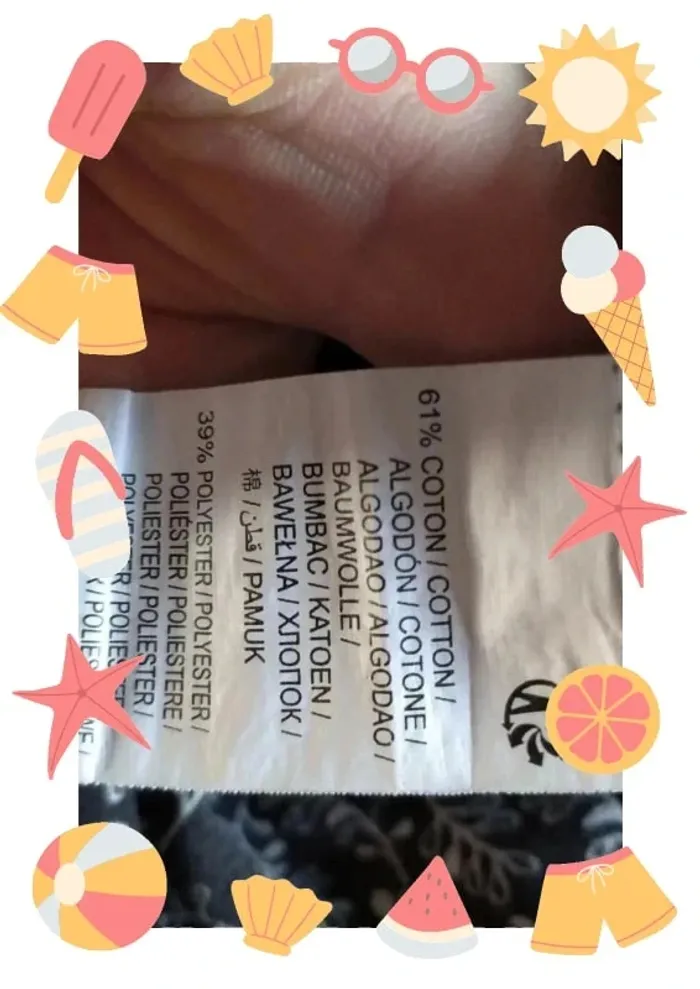 61% COTON / COTTON /
ALGODÓN / COTONE /
ALGODAO / ALGODAO /
BAUMWOLLE /
BUMBAC / KATOEN /
BAWEŁNA / ХЛОПОК /
棉 / قطن / PAMUK
39% POLYESTER / POLYESTER /
POLIÉSTER / POLIESTERE /
POLIESTER / POLIESTER /